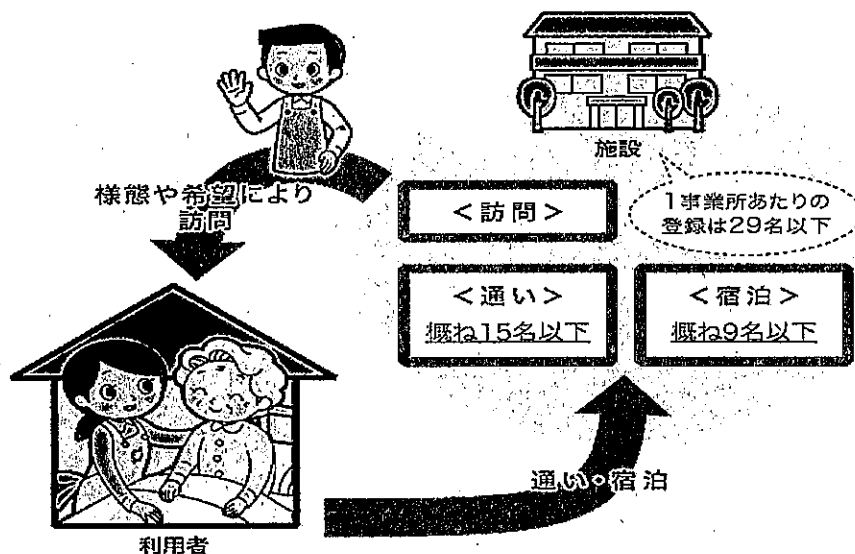 施設
様態や希望により
訪問
1事業所あたりの
登録は29名以下
<訪問>
<通い>
概ね15名以下
<宿泊>
概ね9名以下
通い・宿泊
利用者